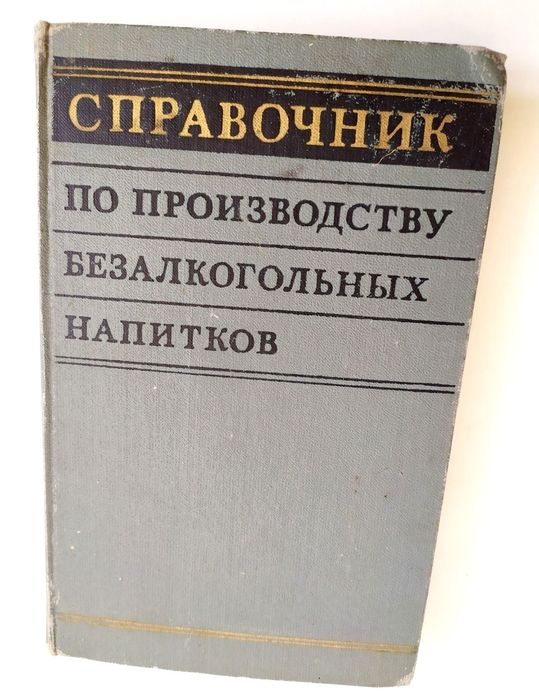 СПРАВОЧНИК
ПО ПРОИЗВОДСТВУ
БЕЗАЛКОГОЛЬНЫХ
НАПИТКОВ